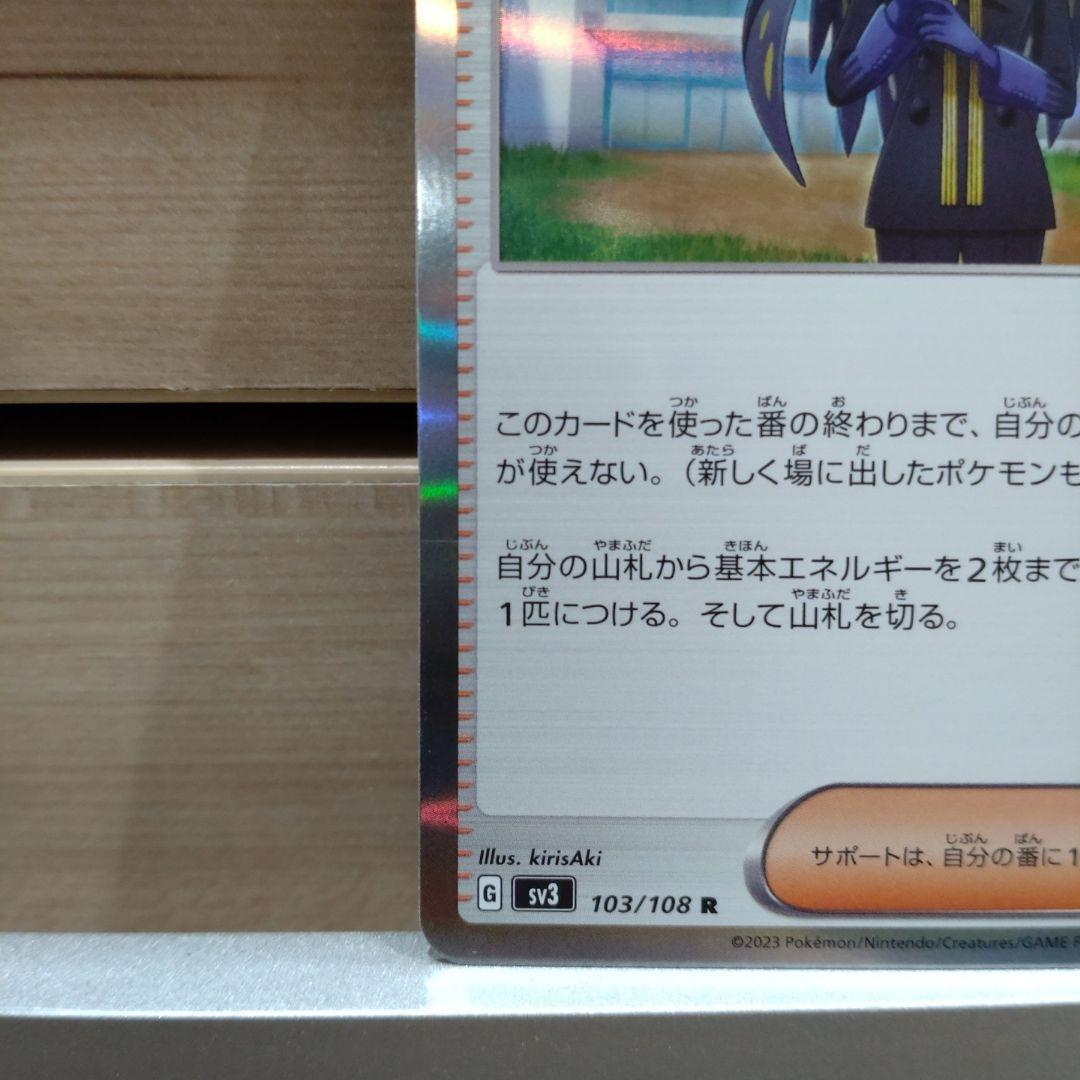 このカードを使った番の終わりまで、自分の
が使えない。（新しく場に出したポケモンも
自分の山札から基本エネルギーを2枚まで
1匹につける。そして山札を切る。
サポートは、自分の番に1
Illus. kirisAki
G sv3 103/108 R
©2023 Pokémon/Nintendo/Creatures/GAME F